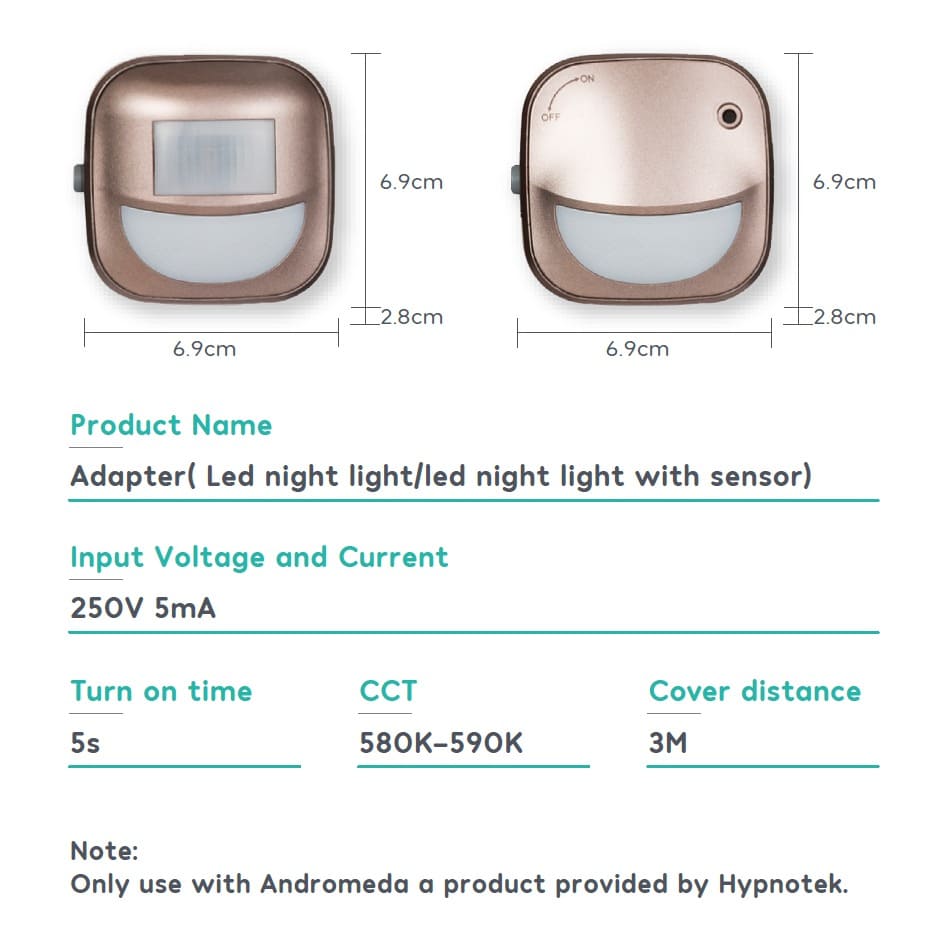 ON
OFF
6.9cm
6.9cm
2.8cm
2.8cm
6.9cm
6.9cm
Product Name
Adapter( Led night light/led night light with sensor)
Input Voltage and Current
250V 5mA
Turn on time
CCT
Cover distance
5s
580K-590K
3M
Note:
Only use with Andromeda a product provided by Hypnotek.